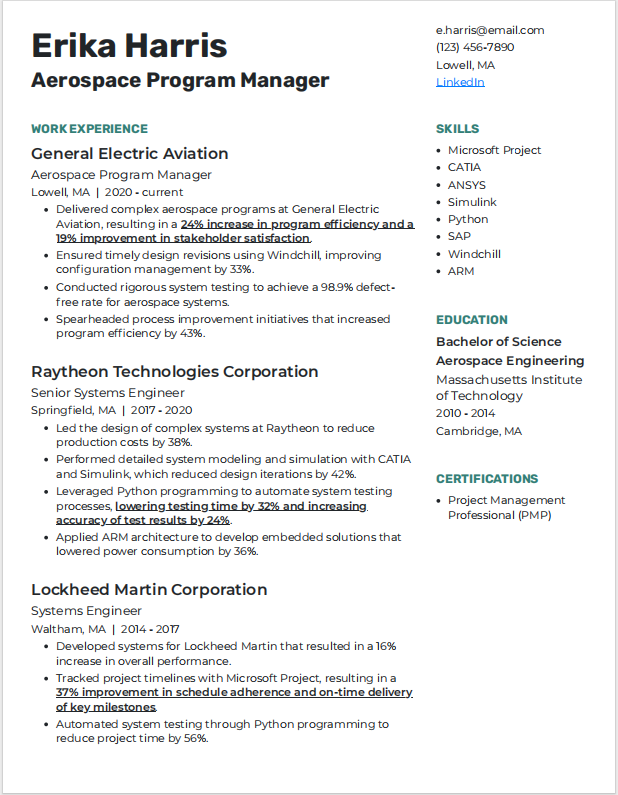 Erika Harris
Aerospace Program Manager
e.harris@email.com
(123) 456-7890
Lowell, MA
LinkedIn
WORK EXPERIENCE
General Electric Aviation
Aerospace Program Manager
Lowell, MA | 2020 - current
• Delivered complex aerospace programs at General Electric
Aviation, resulting in a 24% increase in program efficiency and a
19% improvement in stakeholder satisfaction.
• Ensured timely design revisions using Windchill, improving
configuration management by 33%.
• Conducted rigorous system testing to achieve a 98.9% defect-
free rate for aerospace systems.
• Spearheaded process improvement initiatives that increased
program efficiency by 43%.
Raytheon Technologies Corporation
Senior Systems Engineer
Springfield, MA | 2017 - 2020
• Led the design of complex systems at Raytheon to reduce
production costs by 38%.
• Performed detailed system modeling and simulation with CATIA
and Simulink, which reduced design iterations by 42%.
• Leveraged Python programming to automate system testing
processes, lowering testing time by 32% and increasing
accuracy of test results by 24%.
• Applied ARM architecture to develop embedded solutions that
lowered power consumption by 36%.
Lockheed Martin Corporation
Systems Engineer
Waltham, MA | 2014 - 2017
• Developed systems for Lockheed Martin that resulted in a 16%
increase in overall performance.
• Tracked project timelines with Microsoft Project, resulting in a
37% improvement in schedule adherence and on-time delivery
of key milestones.
• Automated system testing through Python programming to
reduce project time by 56%.
SKILLS
• Microsoft Project
• CATIA
• ANSYS
• Simulink
• Python
• SAP
• Windchill
• ARM
EDUCATION
Bachelor of Science
Aerospace Engineering
Massachusetts Institute
of Technology
2010 - 2014
Cambridge, MA
CERTIFICATIONS
• Project Management
Professional (PMP)